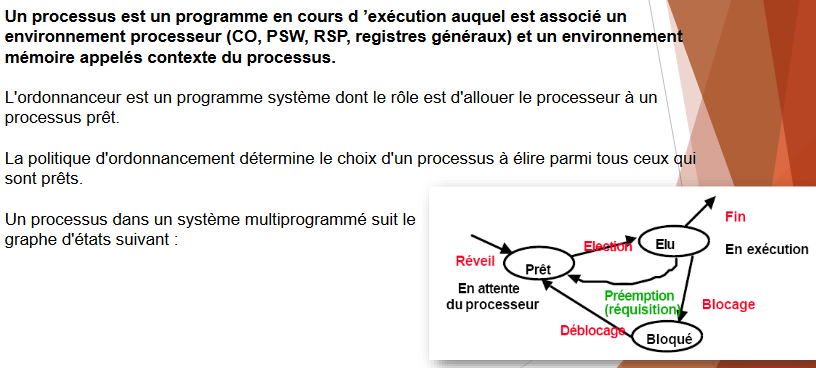 Un processus est un programme en cours d ’exécution auquel est associé un
environnement processeur (CO, PSW, RSP, registres généraux) et un environnement
mémoire appelés contexte du processus.
L'ordonnanceur est un programme système dont le rôle est d'allouer le processeur à un
processus prêt.
La politique d'ordonnancement détermine le choix d'un processus à élire parmi tous ceux qui
sont prêts.
Un processus dans un système multiprogrammé suit le
graphe d'états suivant :
Fin
Election
Elu
En exécution
Réveil
Prêt
En attente
du processeur
Préemption
(réquisition)
Blocage
Déblocage
Bloqué